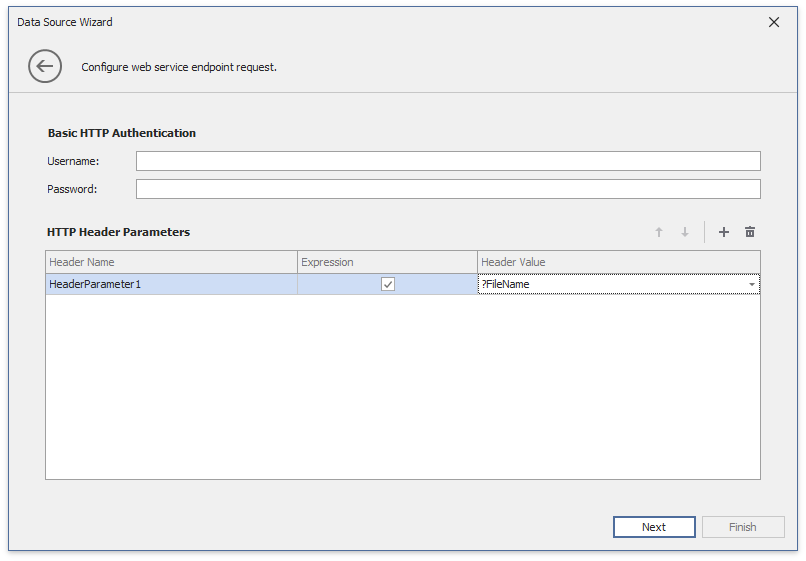 Data Source Wizard
Configure web service endpoint request.
Basic HTTP Authentication
Username:
Password:
HTTP Header Parameters
Header Name Expression Header Value
HeaderParameter1 ?FileName
Next Finish